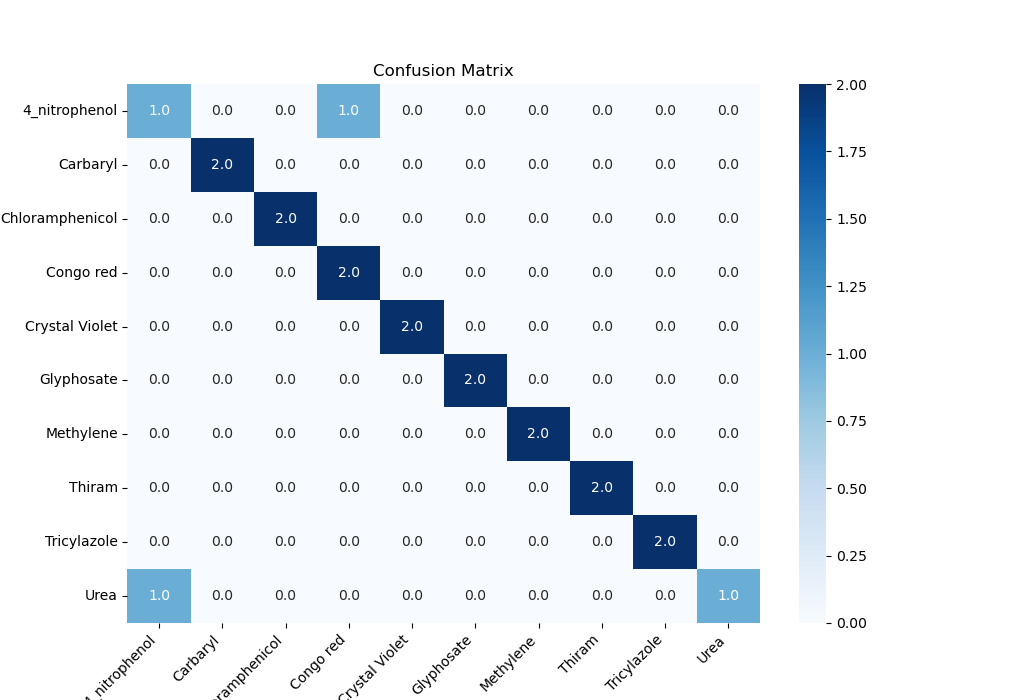 Confusion Matrix
4_nitrophenol 1.0 0.0 0.0 1.0 0.0 0.0 0.0 0.0 0.0 0.0
Carbaryl 0.0 2.0 0.0 0.0 0.0 0.0 0.0 0.0 0.0 0.0
Chloramphenicol 0.0 0.0 2.0 0.0 0.0 0.0 0.0 0.0 0.0 0.0
Congo red 0.0 0.0 0.0 2.0 0.0 0.0 0.0 0.0 0.0 0.0
Crystal Violet 0.0 0.0 0.0 0.0 2.0 0.0 0.0 0.0 0.0 0.0
Glyphosate 0.0 0.0 0.0 0.0 0.0 2.0 0.0 0.0 0.0 0.0
Methylene 0.0 0.0 0.0 0.0 0.0 0.0 2.0 0.0 0.0 0.0
Thiram 0.0 0.0 0.0 0.0 0.0 0.0 0.0 2.0 0.0 0.0
Tricylazole 0.0 0.0 0.0 0.0 0.0 0.0 0.0 0.0 2.0 0.0
Urea 1.0 0.0 0.0 0.0 0.0 0.0 0.0 0.0 0.0 1.0
4_nitrophenol
Carbaryl
ramphenicol
Congo red
Crystal Violet
Glyphosate
Methylene
Thiram
Tricylazole
Urea
2.00
1.75
1.50
1.25
1.00
0.75
0.50
0.25
0.00